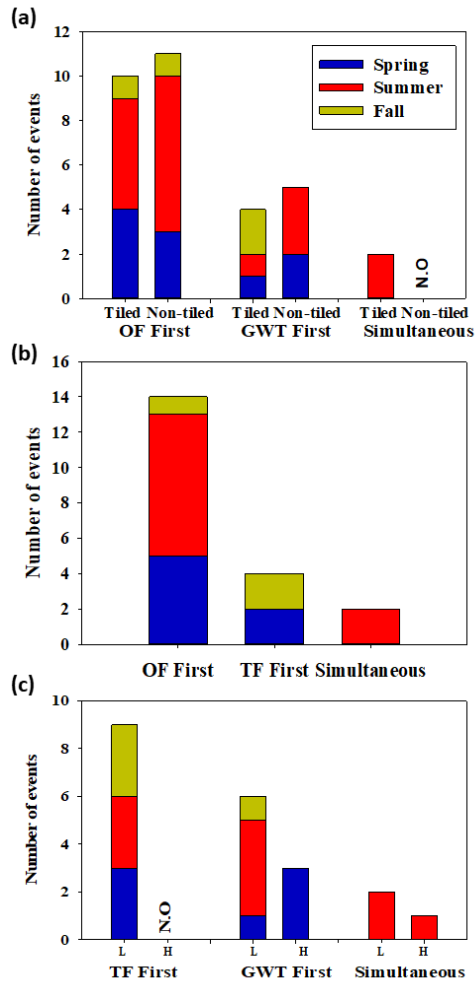 (a)
12
10
8
6
4
2
0
Number of events
Spring
Summer
Fall
N.O
Tiled Non-tiled Tiled Non-tiled Tiled Non-tiled
OF First GWT First Simultaneous
(b)
16
14
12
10
8
6
4
2
0
Number of events
OF First TF First Simultaneous
(c)
10
8
6
4
2
0
Number of events
N.O
L H L H L H
TF First GWT First Simultaneous